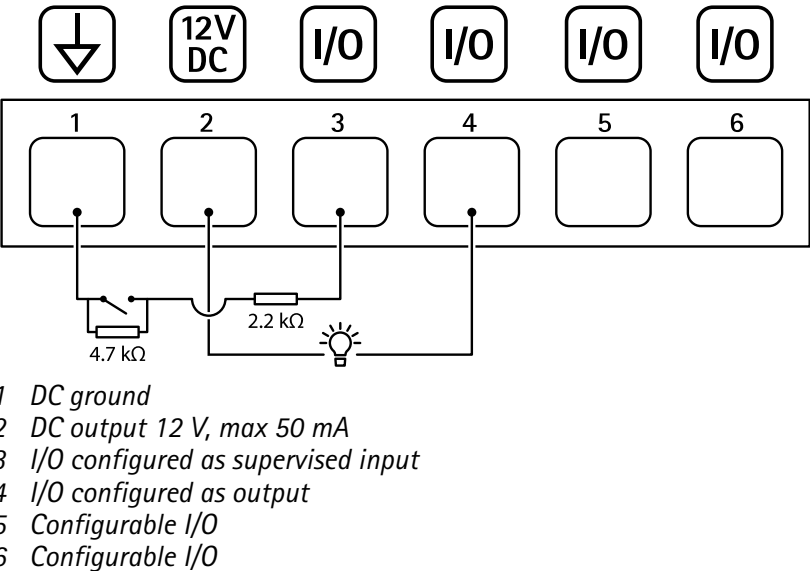 12V
DC
I/O
I/O
I/O
I/O
1
2
3
4
5
6
2.2 kΩ
4.7 kΩ
1 DC ground
2 DC output 12 V, max 50 mA
3 I/O configured as supervised input
4 I/O configured as output
5 Configurable I/O
6 Configurable I/O